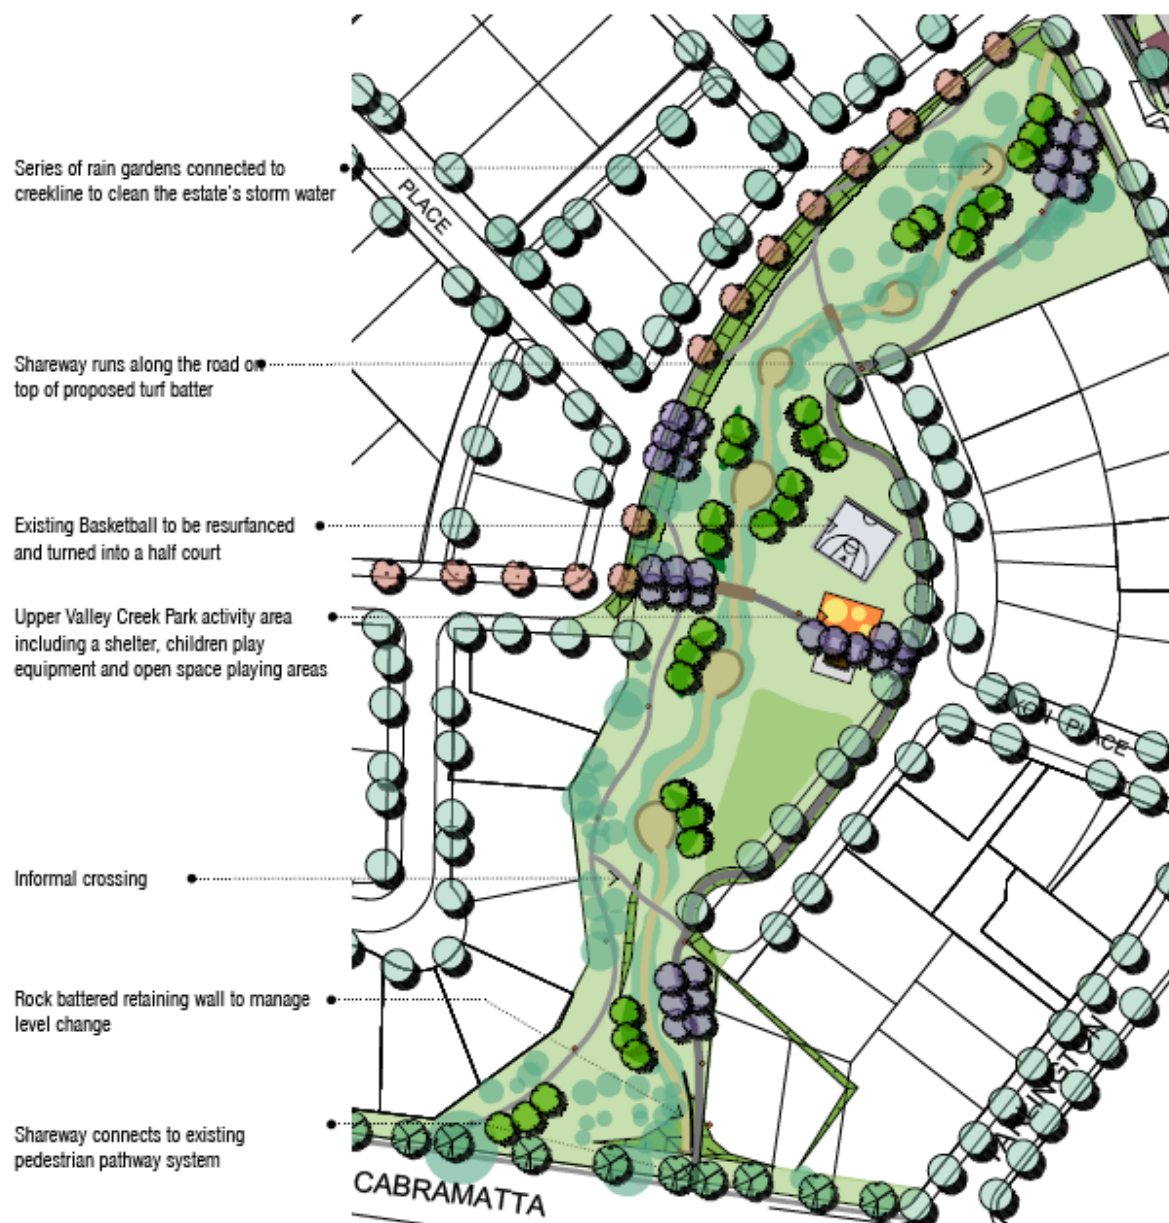 Series of rain gardens connected to
creekline to clean the estate's storm water
PLACE
Shareway runs along the road on
top of proposed turf batter
Existing Basketball to be resurfanced
and turned into a half court
Upper Valley Creek Park activity area
including a shelter, children play
equipment and open space playing areas
PLACE
Informal crossing
Rock battered retaining wall to manage
level change
Shareway connects to existing
pedestrian pathway system
CABRAMATTA